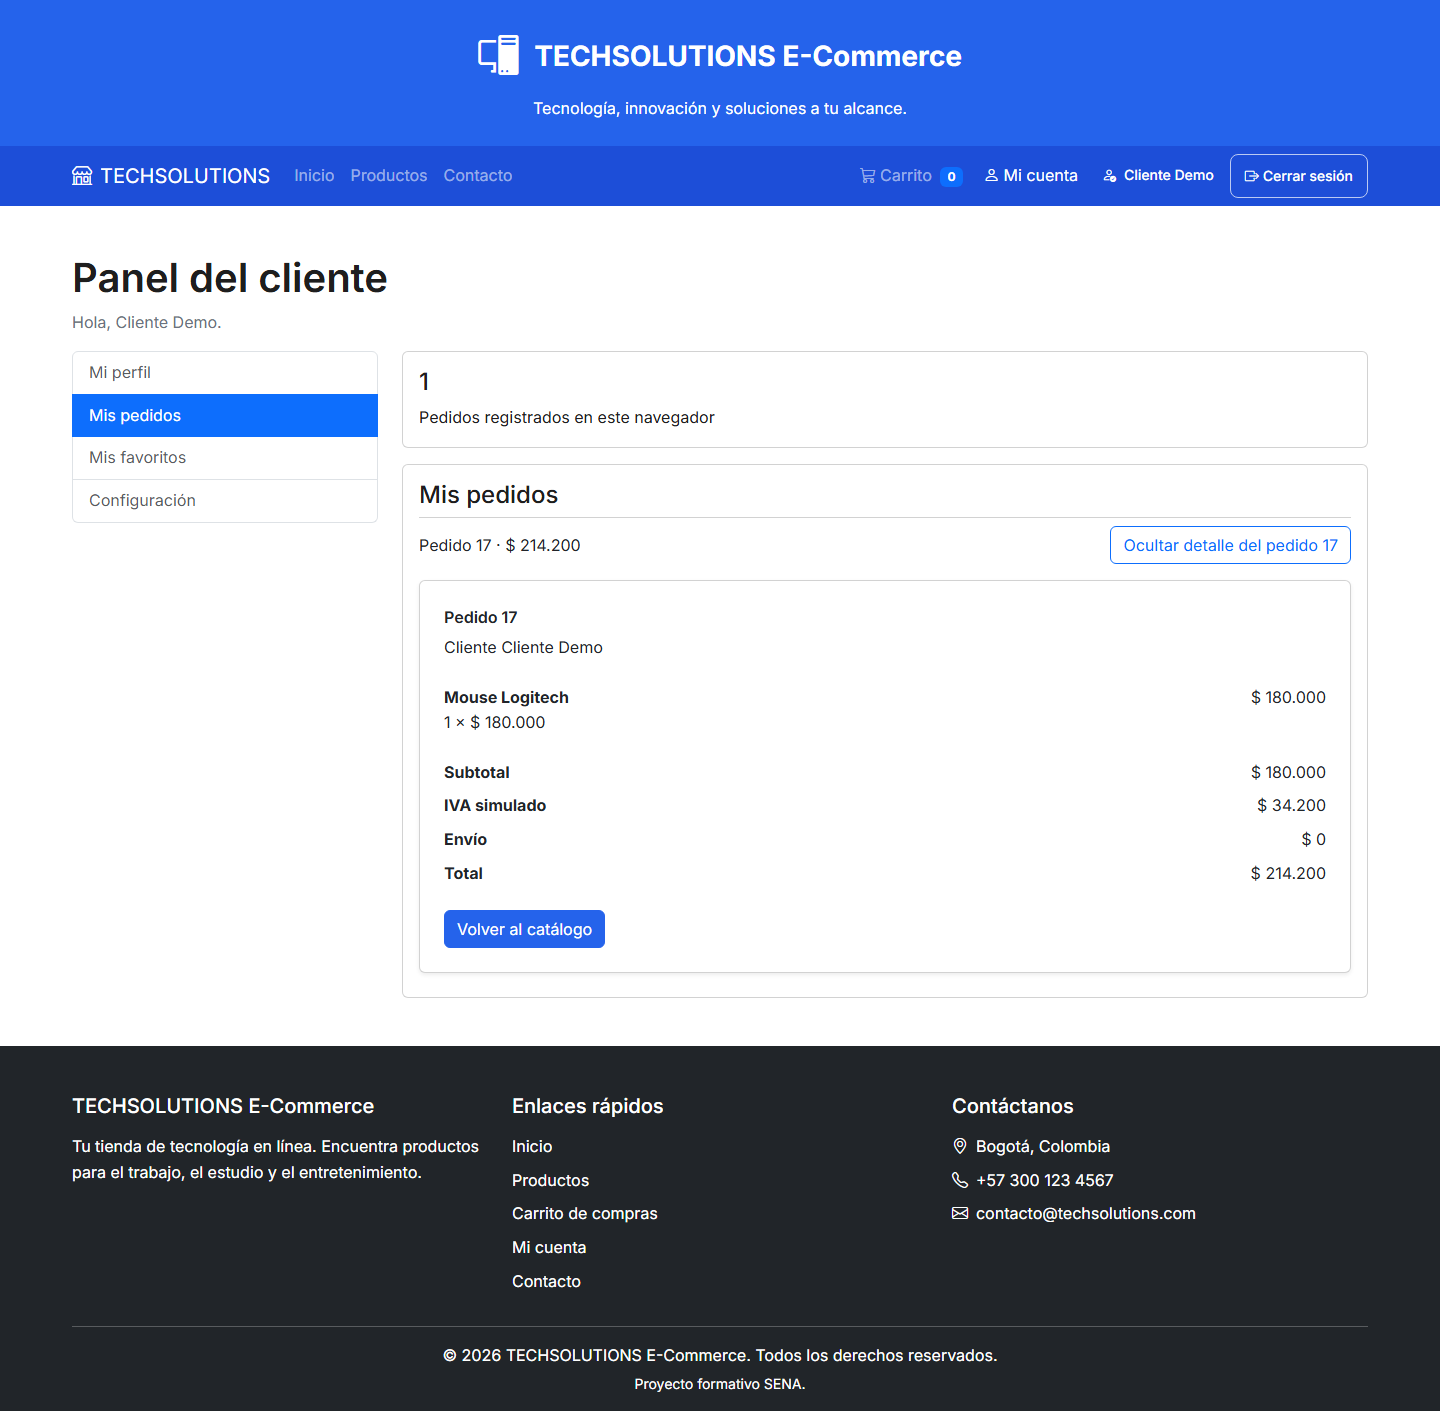 TECHSOLUTIONS E-Commerce
Tecnología, innovación y soluciones a tu alcance.
TECHSOLUTIONS Inicio Productos Contacto Carrito 0 Mi cuenta Cliente Demo Cerrar sesión
Panel del cliente
Hola, Cliente Demo.
Mi perfil
Mis pedidos
Mis favoritos
Configuración
1
Pedidos registrados en este navegador
Mis pedidos
Pedido 17 · $ 214.200 Ocultar detalle del pedido 17
Pedido 17
Cliente Cliente Demo
Mouse Logitech $ 180.000
1 × $ 180.000
Subtotal $ 180.000
IVA simulado $ 34.200
Envío $ 0
Total $ 214.200
Volver al catálogo
TECHSOLUTIONS E-Commerce
Tu tienda de tecnología en línea. Encuentra productos
para el trabajo, el estudio y el entretenimiento.
Enlaces rápidos
Inicio
Productos
Carrito de compras
Mi cuenta
Contacto
Contáctanos
Bogotá, Colombia
+57 300 123 4567
contacto@techsolutions.com
© 2026 TECHSOLUTIONS E-Commerce. Todos los derechos reservados.
Proyecto formativo SENA.